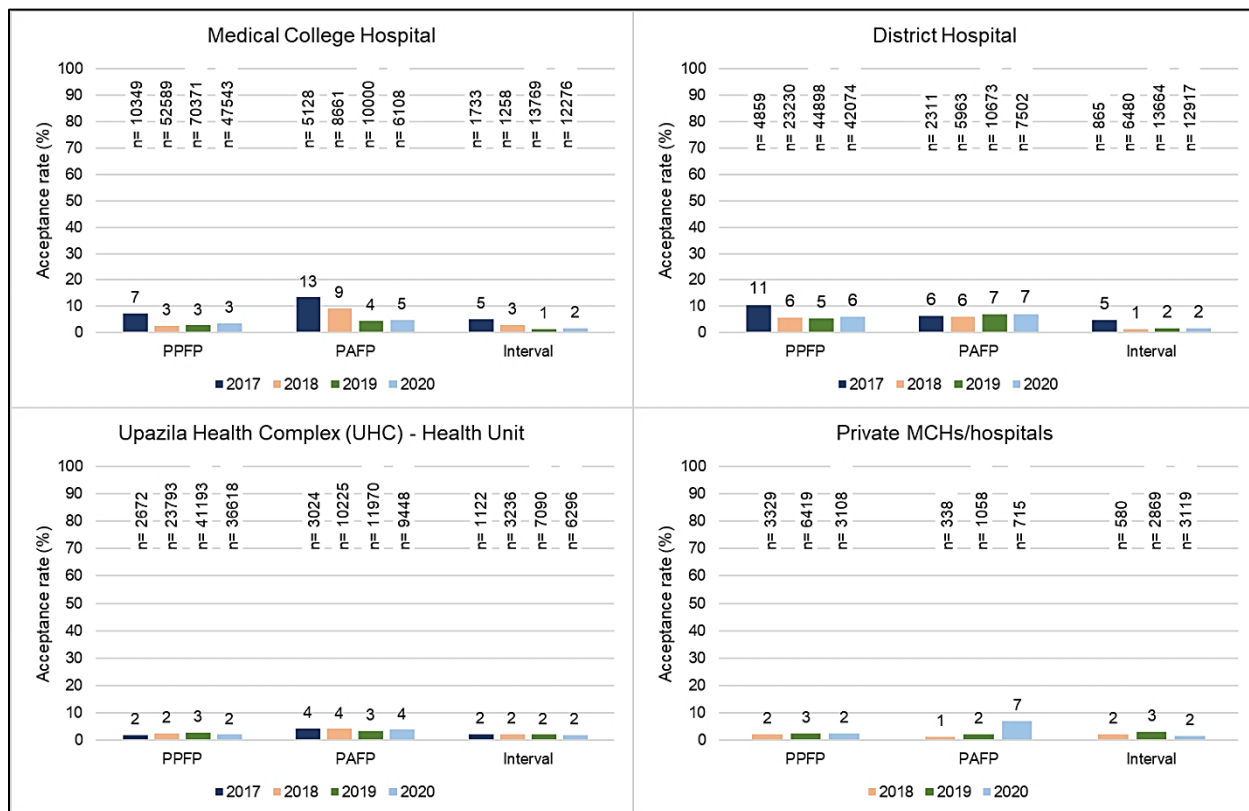 Medical College Hospital
Acceptance rate (%)
100
90
80
70
60
50
40
30
20
10
0
n= 10349
n= 52589
n= 70371
n= 47543
n= 5128
n= 8661
n= 10000
n= 6108
n= 1733
n= 1258
n= 13769
n= 12276
7
3
3
3
13
9
4
5
5
3
1
2
PPFP
PAFP
Interval
2017
2018
2019
2020
District Hospital
Acceptance rate (%)
100
90
80
70
60
50
40
30
20
10
0
n= 4859
n= 23230
n= 44898
n= 42074
n= 2311
n= 5963
n= 10673
n= 7502
n= 865
n= 6480
n= 13664
n= 12917
11
6
5
6
6
6
7
7
5
1
2
2
PPFP
PAFP
Interval
2017
2018
2019
2020
Upazila Health Complex (UHC) - Health Unit
Acceptance rate (%)
100
90
80
70
60
50
40
30
20
10
0
n= 2672
n= 23793
n= 41193
n= 36618
n= 3024
n= 10225
n= 11970
n= 9448
n= 1122
n= 3236
n= 7090
n= 6296
2
2
3
2
4
4
3
4
2
2
2
2
PPFP
PAFP
Interval
2017
2018
2019
2020
Private MCHs/hospitals
Acceptance rate (%)
100
90
80
70
60
50
40
30
20
10
0
n= 3329
n= 6419
n= 3108
n= 338
n= 1058
n= 715
n= 580
n= 2869
n= 3119
2
3
2
1
2
7
2
3
2
PPFP
PAFP
Interval
2018
2019
2020